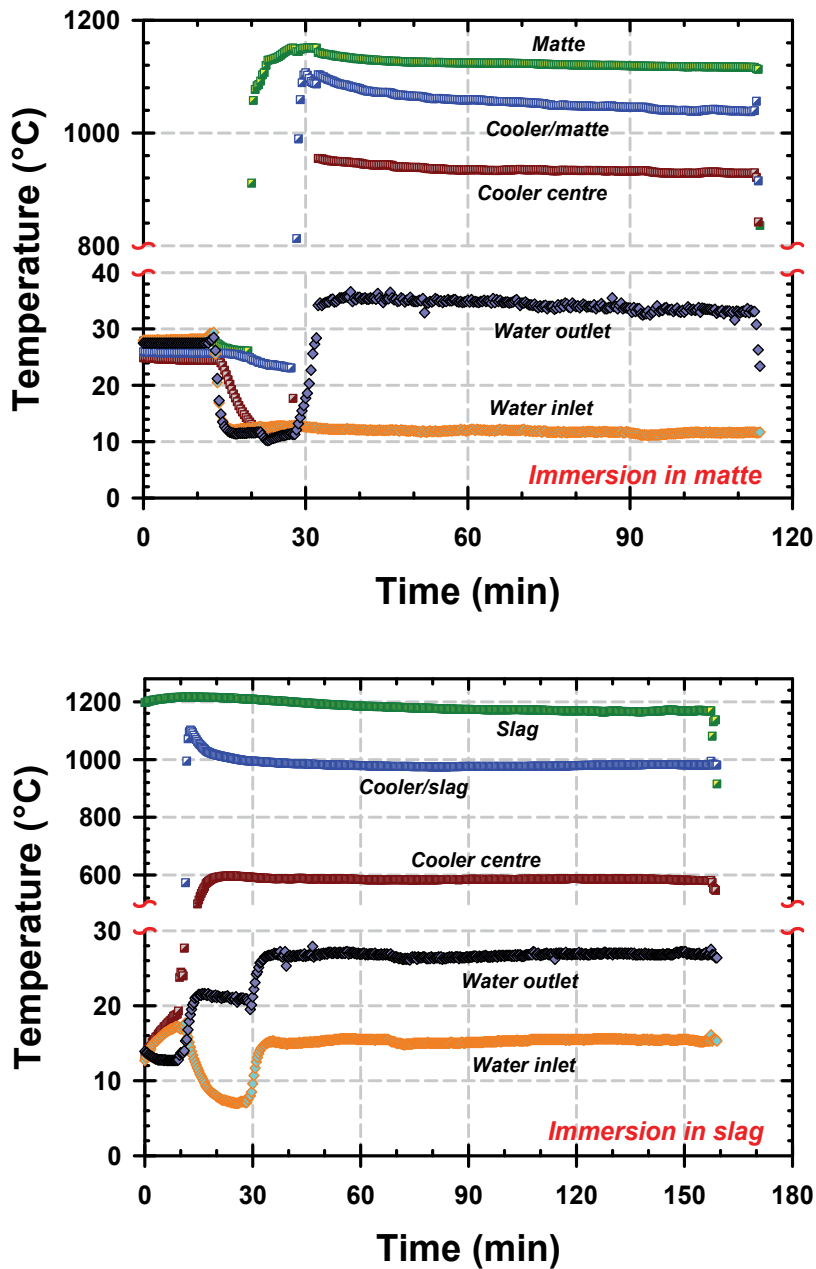 1200
Matte
1000
Cooler/matte
Cooler centre
800
Temperature (°C)
40
Water outlet
30
20
Water inlet
10
Immersion in matte
0
0 30 60 90 120
Time (min)
1200
Slag
1000
Cooler/slag
800
Cooler centre
600
Temperature (°C)
30
Water outlet
20
Water inlet
10
Immersion in slag
0
0 30 60 90 120 150 180
Time (min)